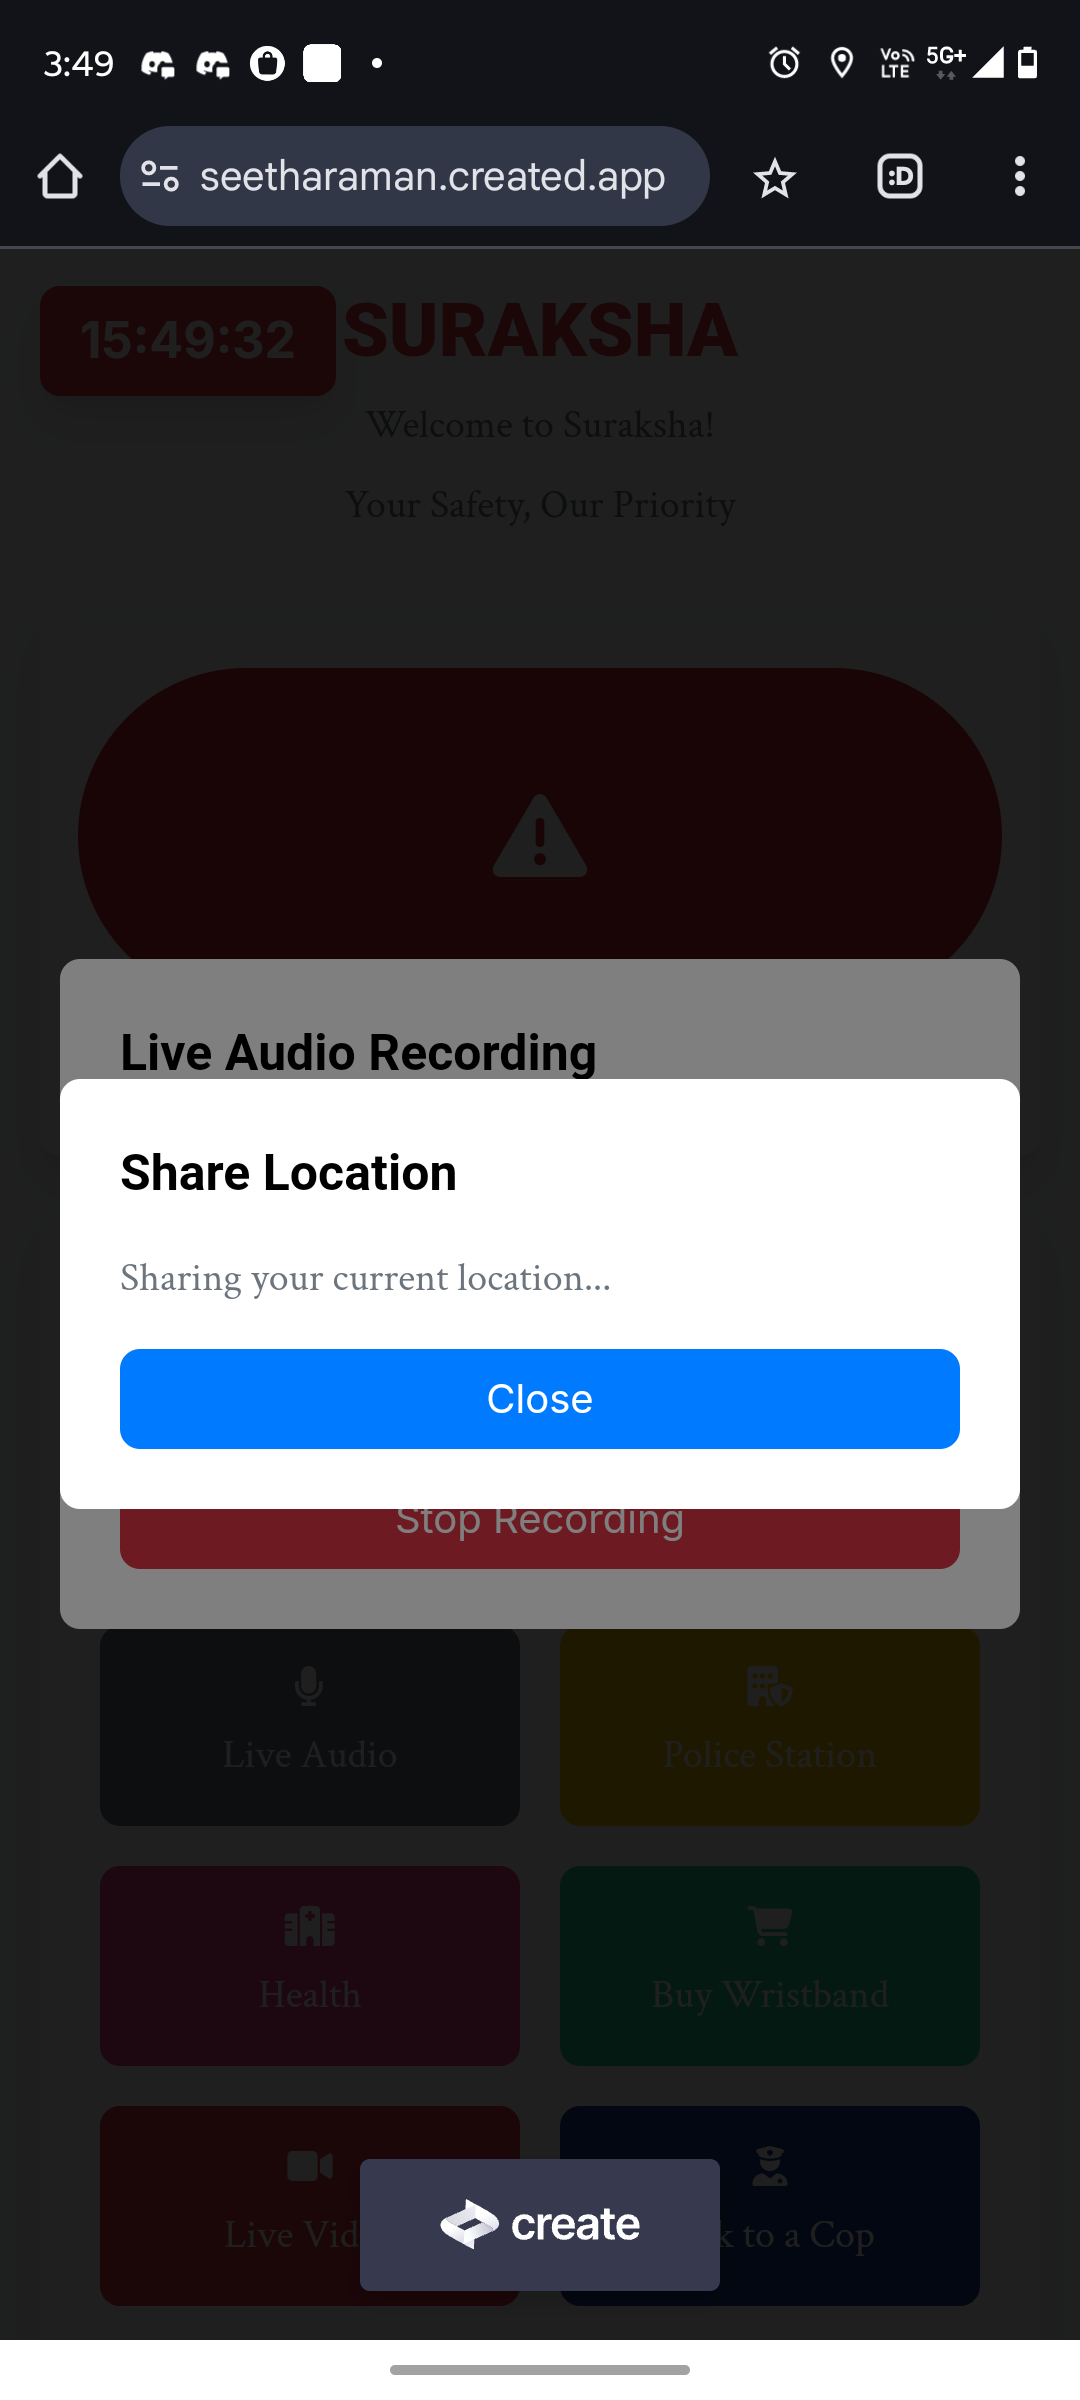 3:49
Vo LTE
5G+
seetharaman.created.app
:D
15:49:32
SURAKSHA
Welcome to Suraksha!
Your Safety, Our Priority
Live Audio Recording
Share Location
Sharing your current location...
Close
Stop Recording
Live Audio
Police Station
Health
Buy Wristband
Live Vid
k to a Cop
create